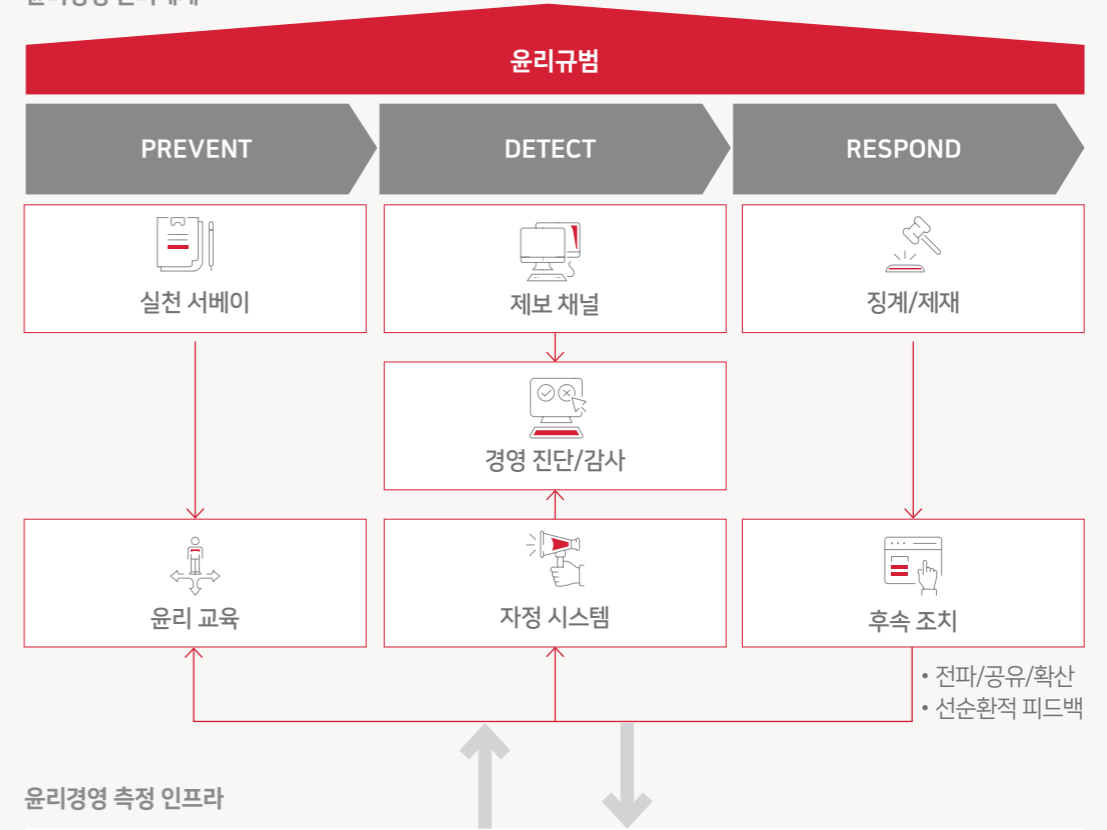 윤리규범
PREVENT
DETECT
RESPOND
실천 서베이
제보 채널
징계/제재
경영 진단/감사
윤리 교육
자정 시스템
후속 조치
• 전파/공유/확산
• 선순환적 피드백
윤리경영 측정 인프라